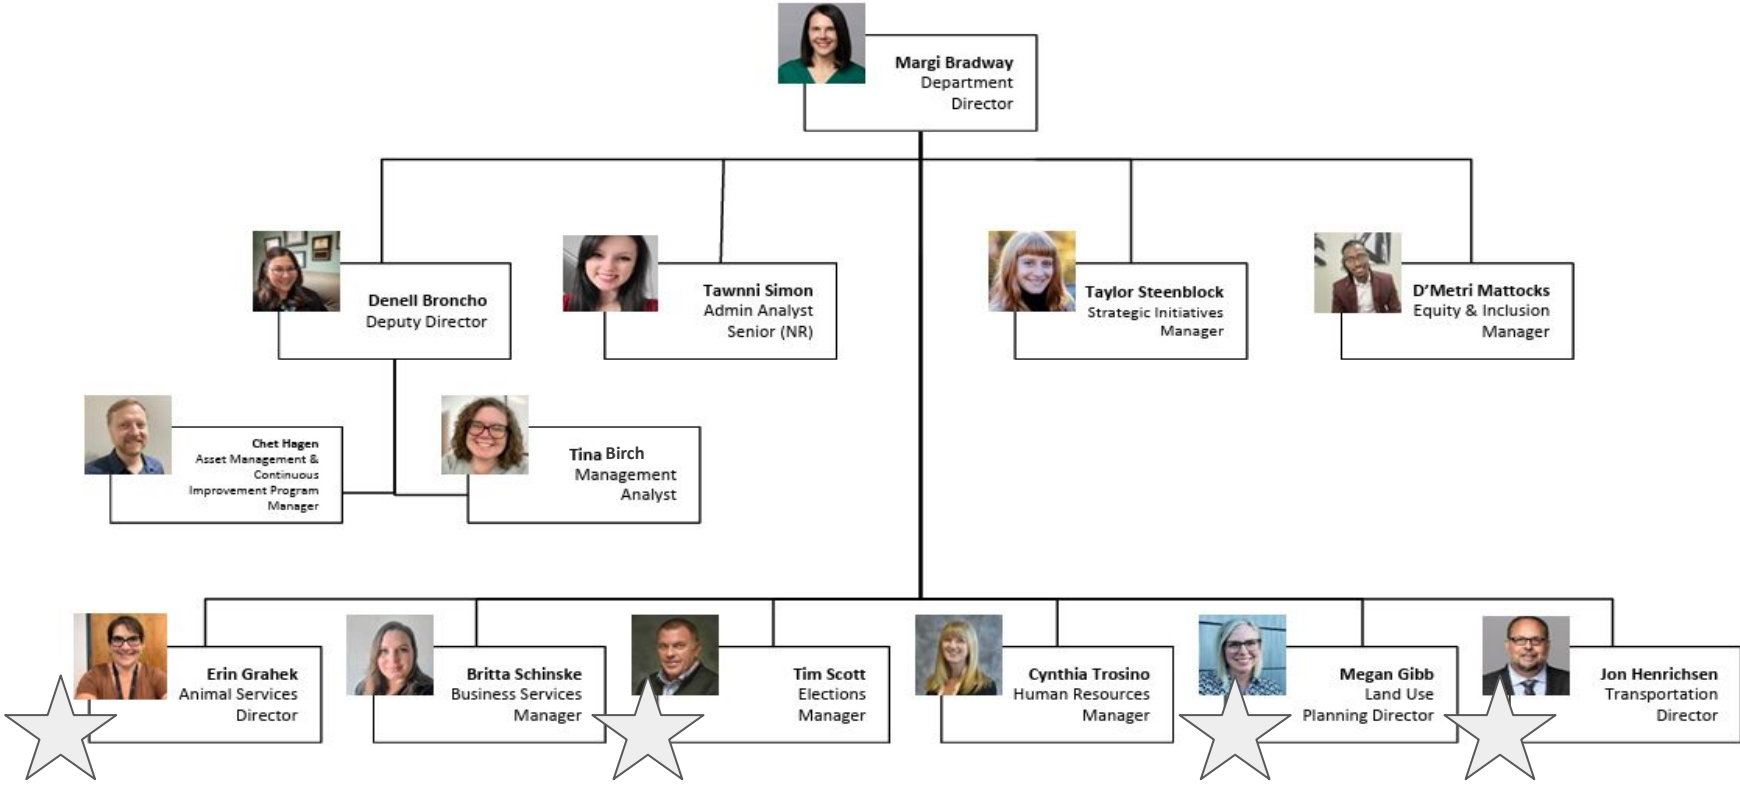 Margi Bradway
Department
Director
Denell Broncho
Deputy Director
Tawnni Simon
Admin Analyst
Senior (NR)
Taylor Steenblock
Strategic Initiatives
Manager
D’Metri Mattocks
Equity & Inclusion
Manager
Chet Hagen
Asset Management &
Continuous
Improvement Program
Manager
Tina Birch
Management
Analyst
Erin Grahek
Animal Services
Director
Britta Schinske
Business Services
Manager
Tim Scott
Elections
Manager
Cynthia Trosino
Human Resources
Manager
Megan Gibb
Land Use
Planning Director
Jon Henrichsen
Transportation
Director